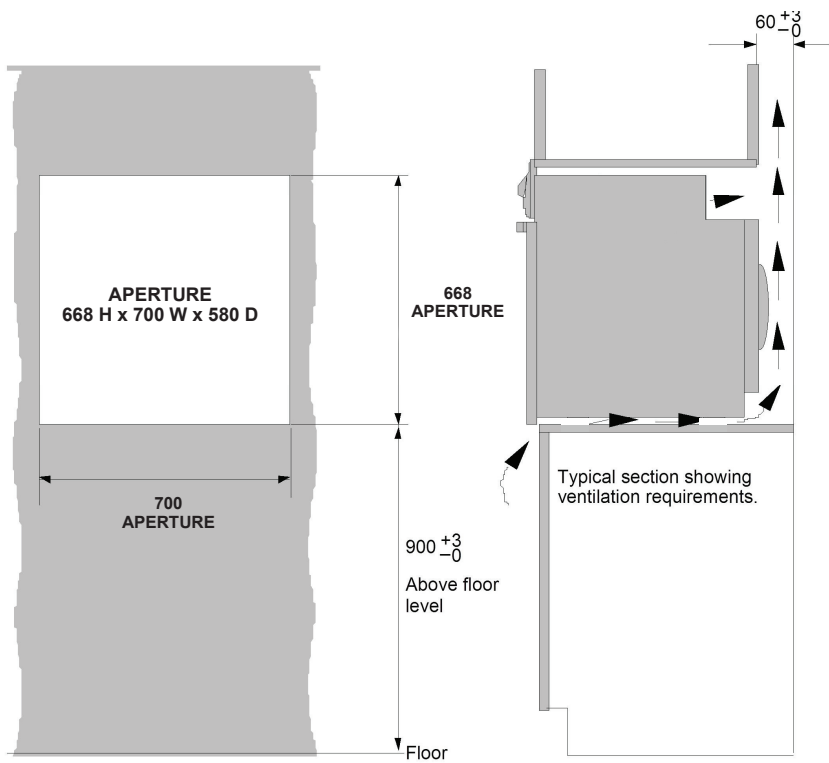 60 +3
−0
APERTURE
668 H x 700 W x 580 D
668
APERTURE
700
APERTURE
Typical section showing
ventilation requirements.
900 +3
−0
Above floor
level
Floor